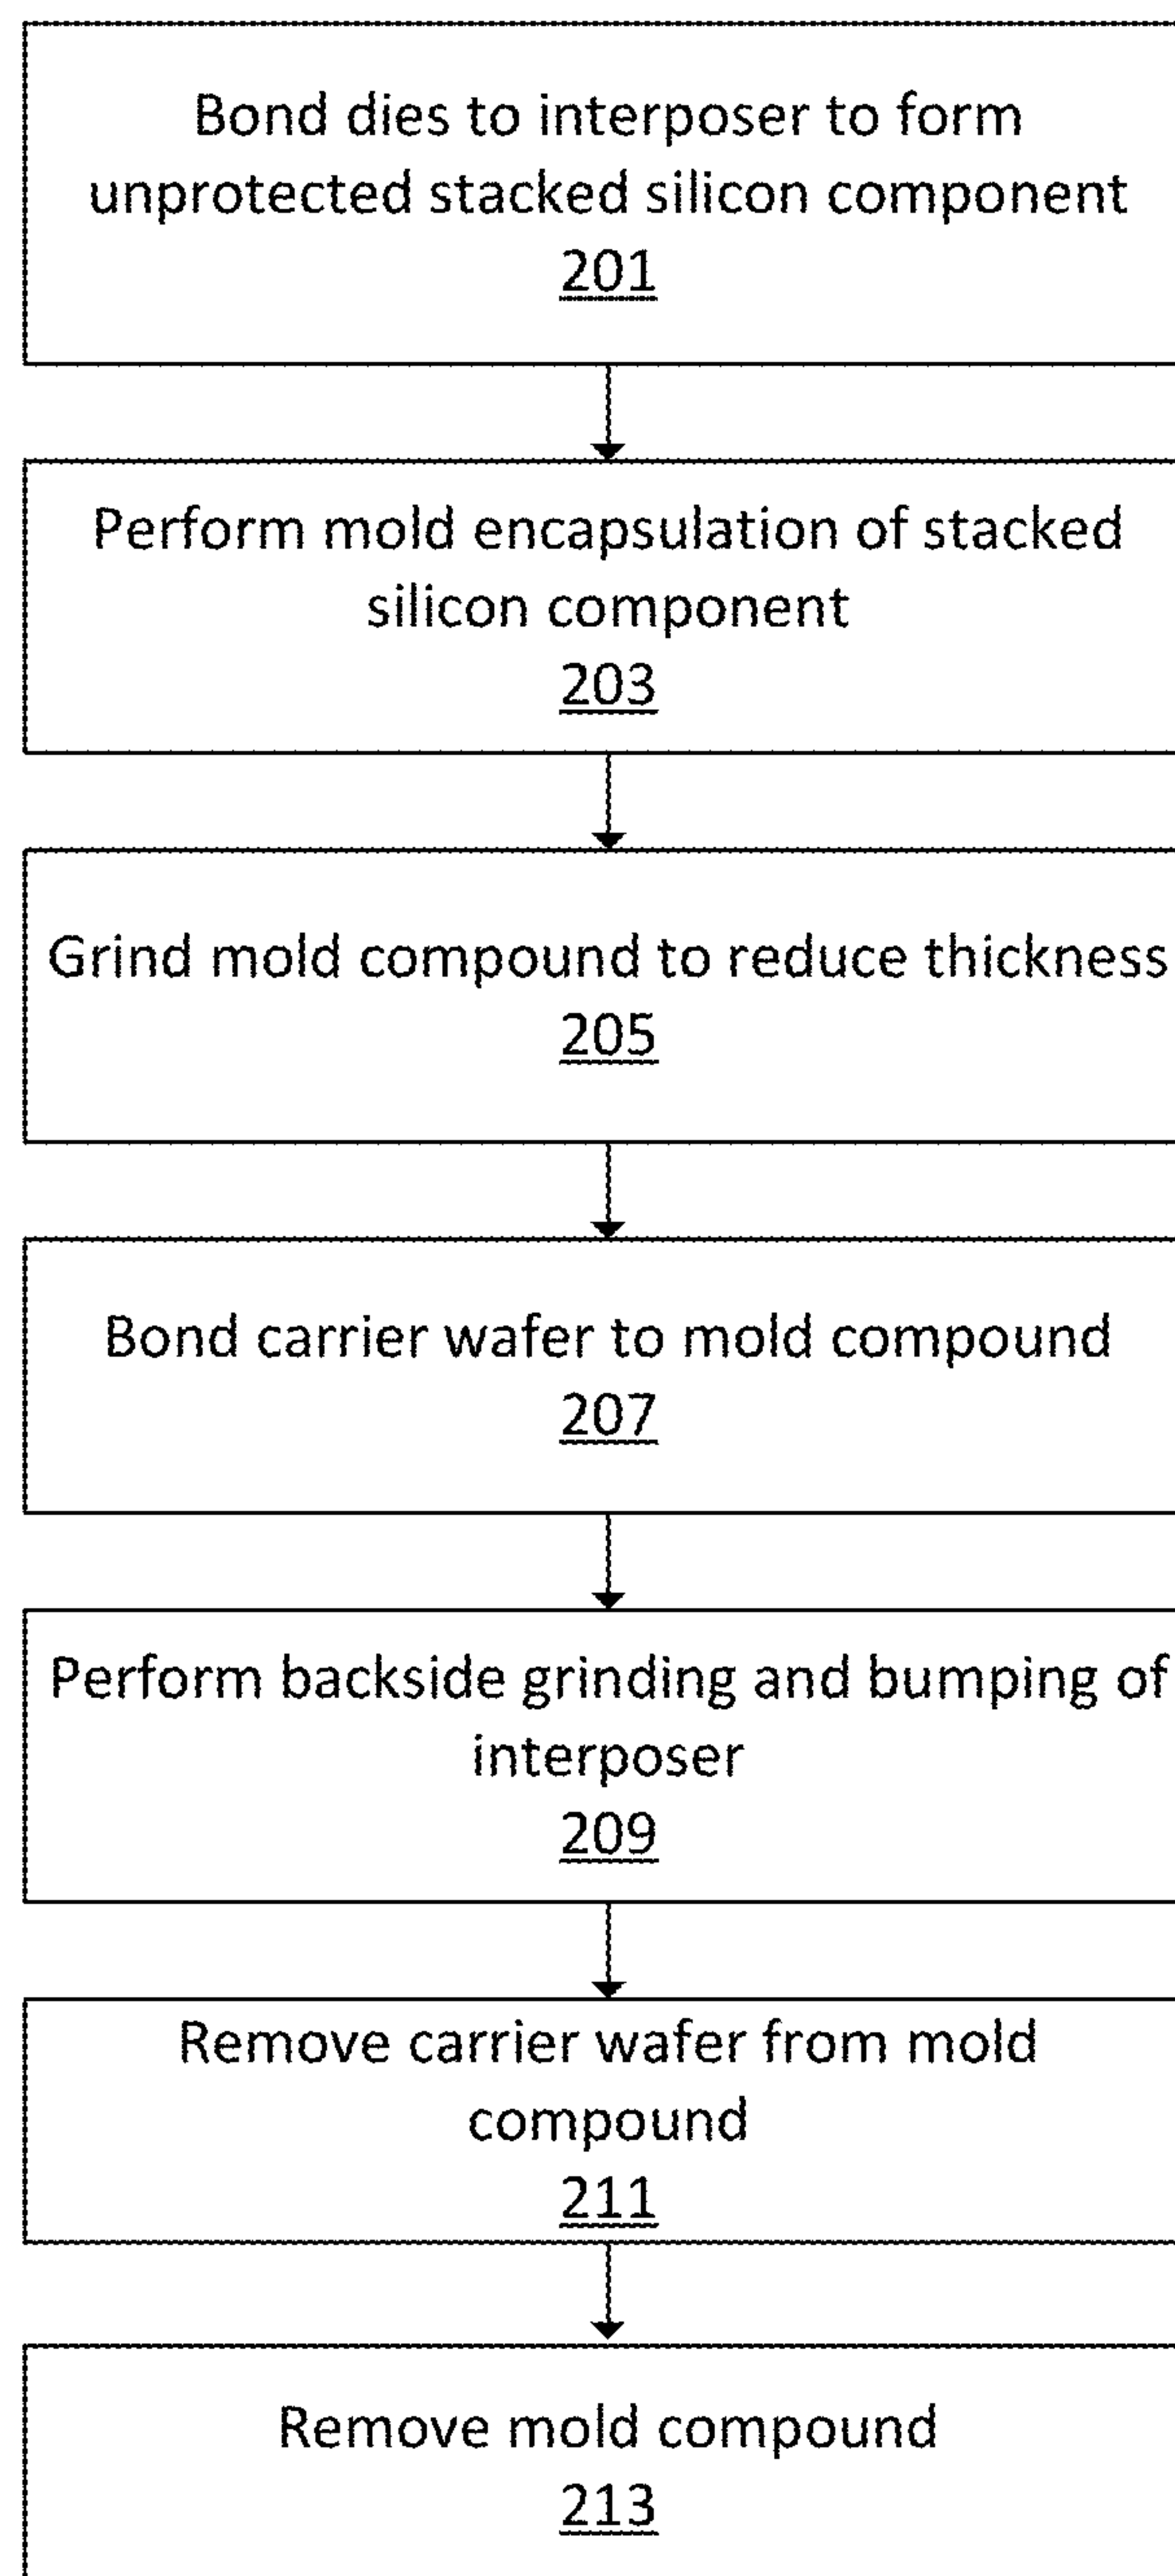 Bond dies to interposer to form
unprotected stacked silicon component
201
Perform mold encapsulation of stacked
silicon component
203
Grind mold compound to reduce thickness
205
Bond carrier wafer to mold compound
207
Perform backside grinding and bumping of
interposer
209
Remove carrier wafer from mold
compound
211
Remove mold compound
213